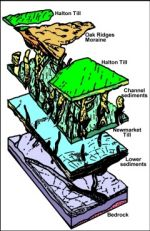 Halton Till
Oak Ridges
Moraine
Halton Till
Channel
sediments
Newmarket
Till
Lower
sediments
Bedrock